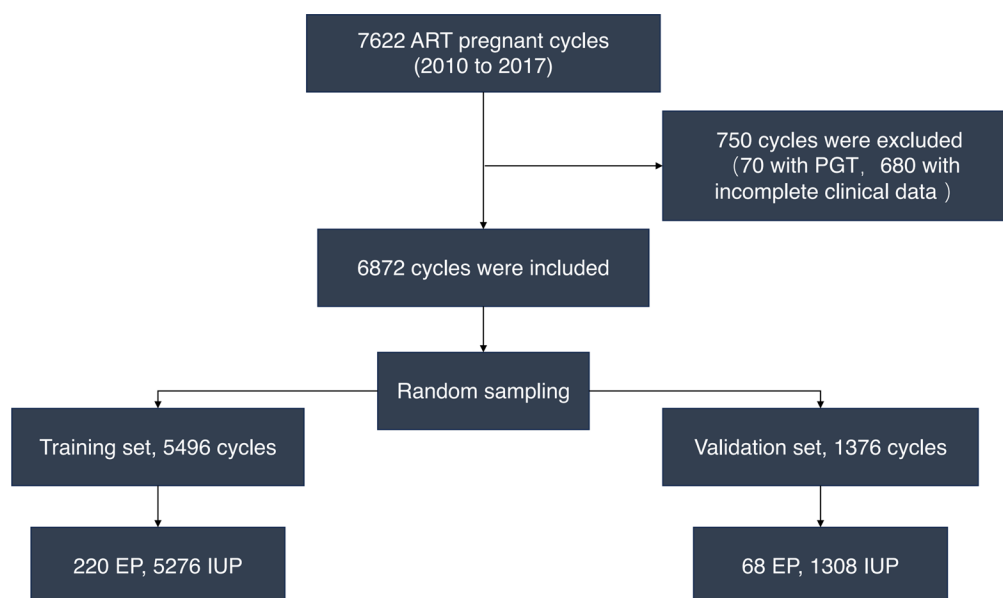 7622 ART pregnant cycles
(2010 to 2017)
750 cycles were excluded
（70 with PGT，680 with
incomplete clinical data ）
6872 cycles were included
Random sampling
Training set, 5496 cycles
Validation set, 1376 cycles
220 EP, 5276 IUP
68 EP, 1308 IUP